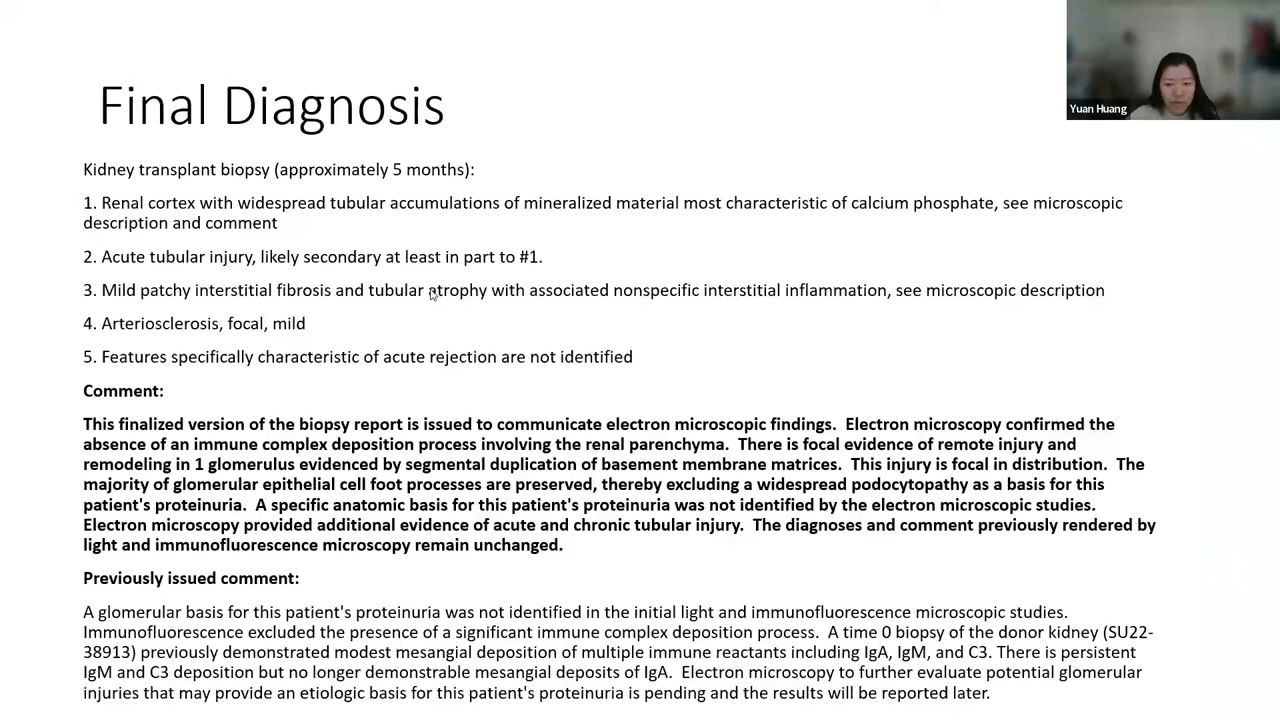 Final Diagnosis
Yuan Huang
Kidney transplant biopsy (approximately 5 months):
1. Renal cortex with widespread tubular accumulations of mineralized material most characteristic of calcium phosphate, see microscopic
description and comment
2. Acute tubular injury, likely secondary at least in part to #1.
3. Mild patchy interstitial fibrosis and tubular atrophy with associated nonspecific interstitial inflammation, see microscopic description
4. Arteriosclerosis, focal, mild
5. Features specifically characteristic of acute rejection are not identified
Comment:
This finalized version of the biopsy report is issued to communicate electron microscopic findings.  Electron microscopy confirmed the
absence of an immune complex deposition process involving the renal parenchyma.  There is focal evidence of remote injury and
remodeling in 1 glomerulus evidenced by segmental duplication of basement membrane matrices.  This injury is focal in distribution.  The
majority of glomerular epithelial cell foot processes are preserved, thereby excluding a widespread podocytopathy as a basis for this
patient's proteinuria.  A specific anatomic basis for this patient's proteinuria was not identified by the electron microscopic studies.
Electron microscopy provided additional evidence of acute and chronic tubular injury.  The diagnoses and comment previously rendered by
light and immunofluorescence microscopy remain unchanged.
Previously issued comment:
A glomerular basis for this patient's proteinuria was not identified in the initial light and immunofluorescence microscopic studies.
Immunofluorescence excluded the presence of a significant immune complex deposition process.  A time 0 biopsy of the donor kidney (SU22-
38913) previously demonstrated modest mesangial deposition of multiple immune reactants including IgA, IgM, and C3. There is persistent
IgM and C3 deposition but no longer demonstrable mesangial deposits of IgA.  Electron microscopy to further evaluate potential glomerular
injuries that may provide an etiologic basis for this patient's proteinuria is pending and the results will be reported later.